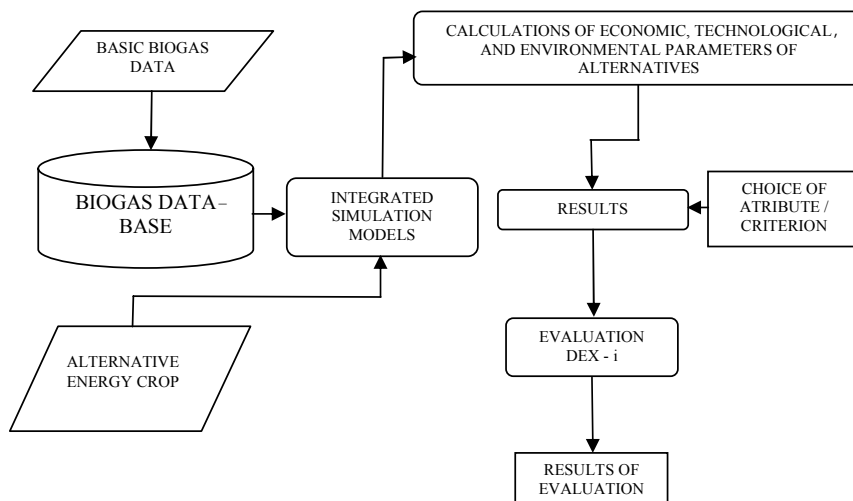 BASIC BIOGAS
DATA
CALCULATIONS OF ECONOMIC, TECHNOLOGICAL,
AND ENVIRONMENTAL PARAMETERS OF
ALTERNATIVES
BIOGAS DATA–
BASE
INTEGRATED
SIMULATION
MODELS
RESULTS
CHOICE OF
ATRIBUTE /
CRITERION
ALTERNATIVE
ENERGY CROP
EVALUATION
DEX - i
RESULTS OF
EVALUATION